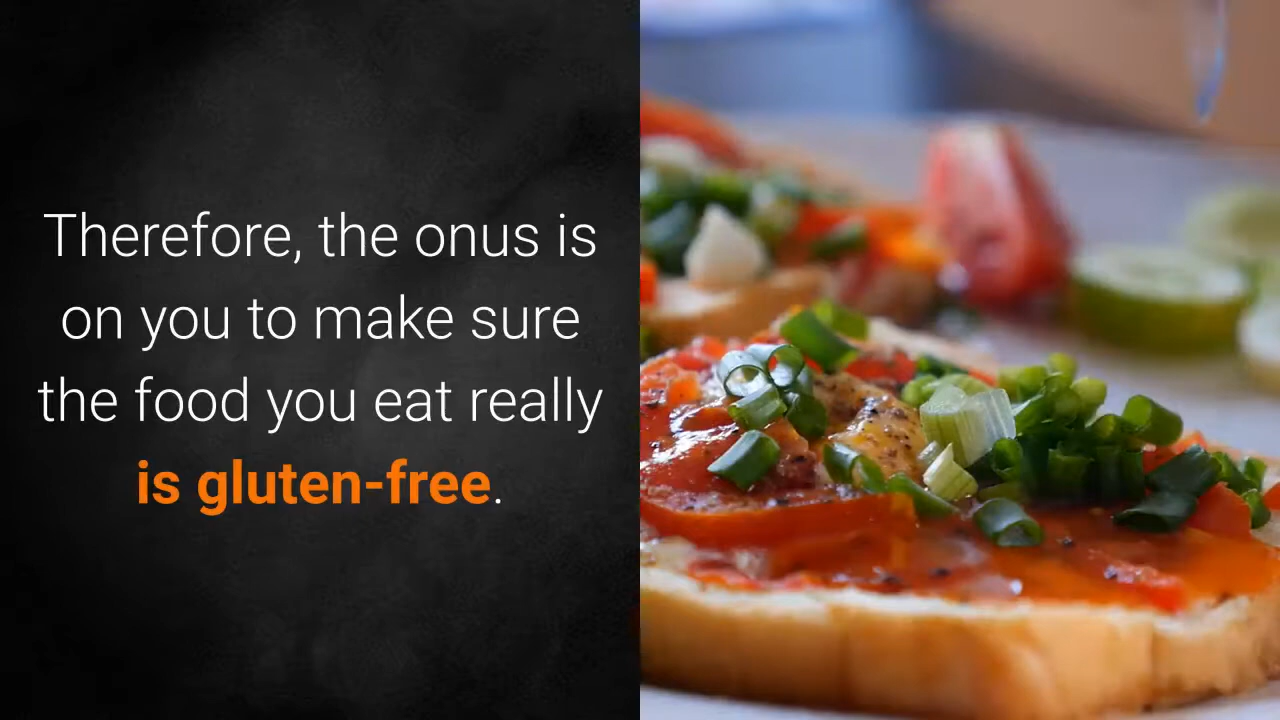 Therefore, the onus is
on you to make sure
the food you eat really
is gluten-free.